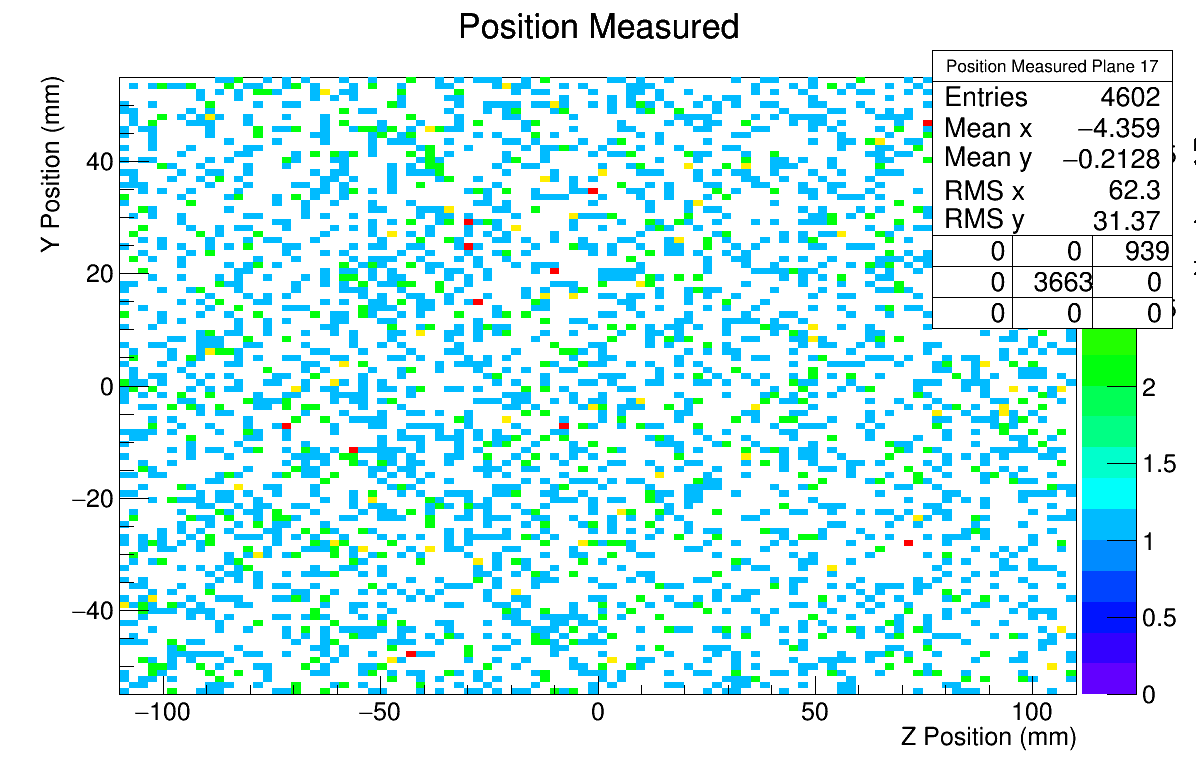 Position Measured
Y Position (mm)
Position Measured Plane 17
Entries 4602
Mean x −4.359
Mean y −0.2128
RMS x 62.3
RMS y 31.37
0 0 939
0 3663 0
0 0 0
40
20
0
−20
−40
2
1.5
1
0.5
0
−100 −50 0 50 100
Z Position (mm)